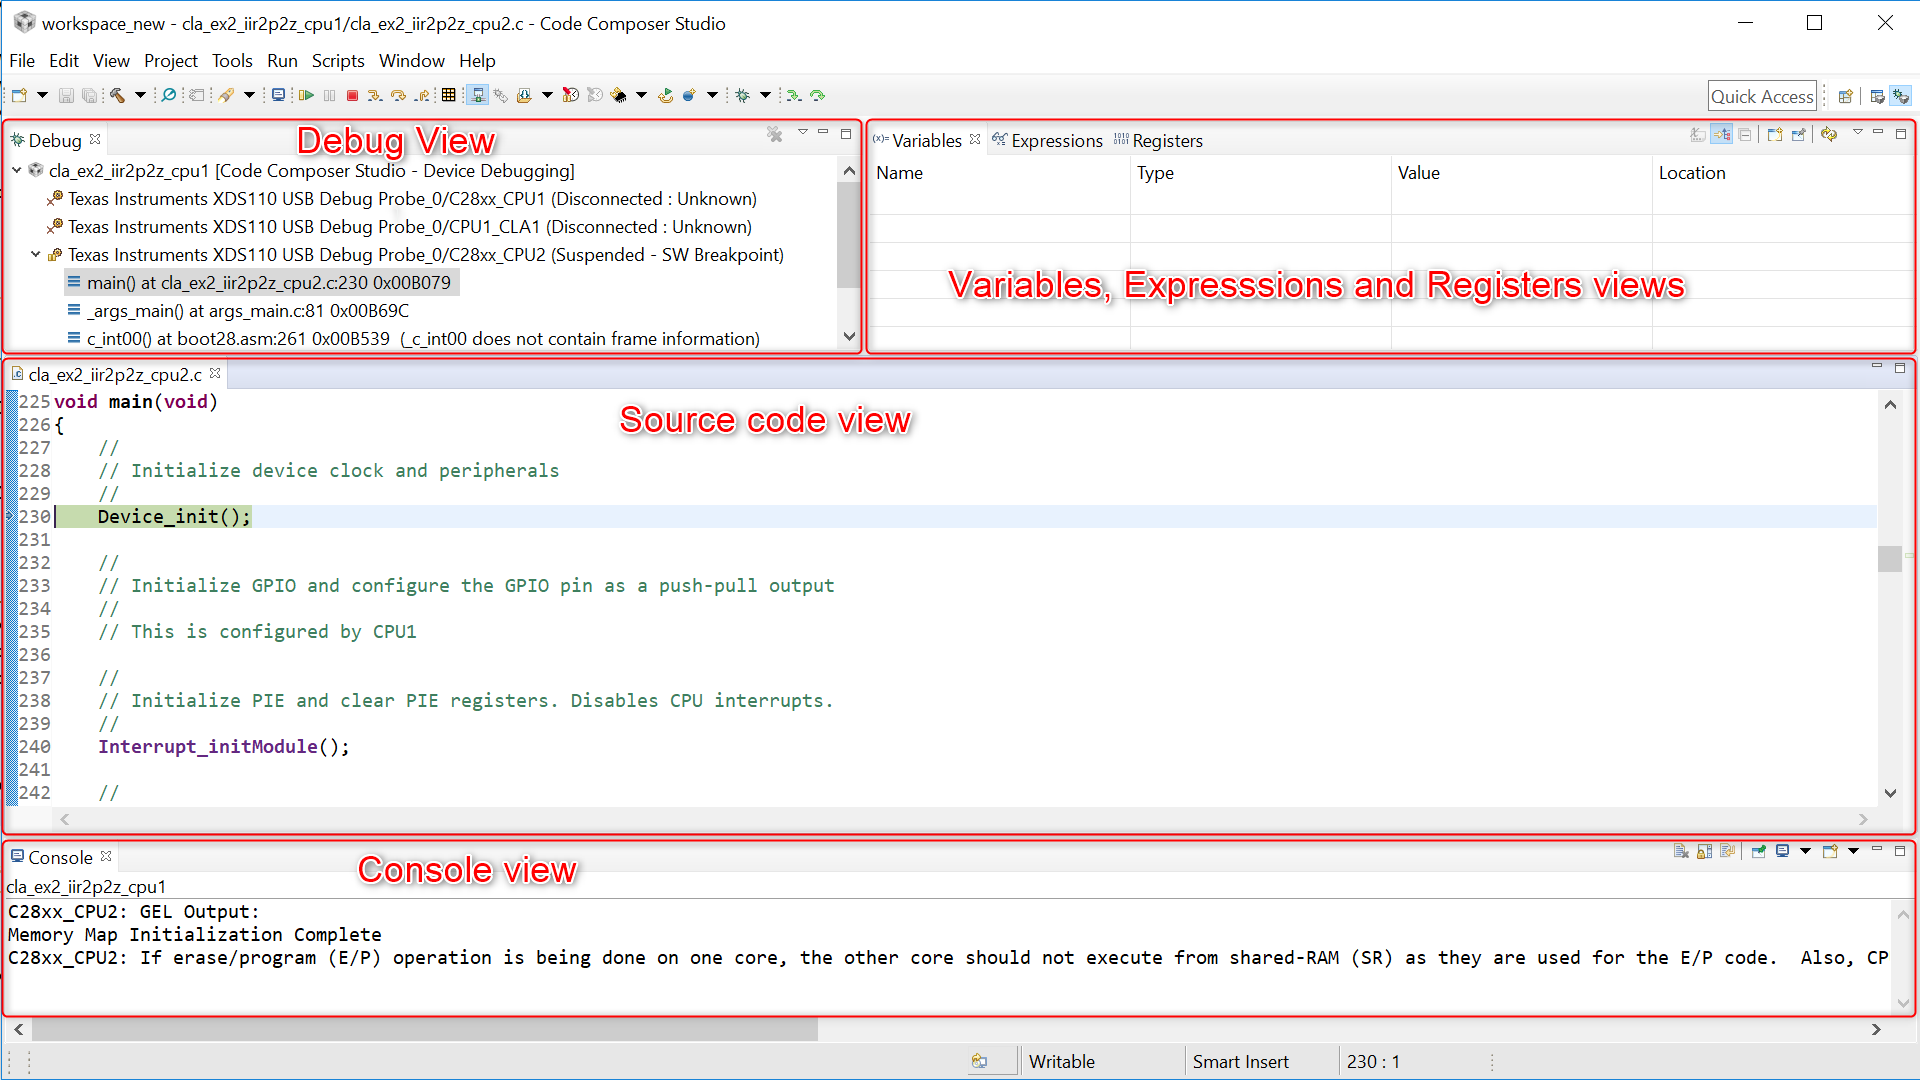 workspace_new - cla_ex2_iir2p2z_cpu1/cla_ex2_iir2p2z_cpu2.c - Code Composer Studio
File Edit View Project Tools Run Scripts Window Help
Quick Access
Debug
Debug View
cla_ex2_iir2p2z_cpu1 [Code Composer Studio - Device Debugging]
Texas Instruments XDS110 USB Debug Probe_0/C28xx_CPU1 (Disconnected : Unknown)
Texas Instruments XDS110 USB Debug Probe_0/CPU1_CLA1 (Disconnected : Unknown)
Texas Instruments XDS110 USB Debug Probe_0/C28xx_CPU2 (Suspended - SW Breakpoint)
main() at cla_ex2_iir2p2z_cpu2.c:230 0x00B079
_args_main() at args_main.c:81 0x00B69C
c_int00() at boot28.asm:261 0x00B539 (_c_int00 does not contain frame information)
(x)= Variables Expressions 1010 0101 Registers
Name Type Value Location
Variables, Expresssions and Registers views
cla_ex2_iir2p2z_cpu2.c
Source code view
225 void main(void)
226 {
227 //
228 // Initialize device clock and peripherals
229 //
230 Device_init();
231
232 //
233 // Initialize GPIO and configure the GPIO pin as a push-pull output
234 //
235 // This is configured by CPU1
236
237 //
238 // Initialize PIE and clear PIE registers. Disables CPU interrupts.
239 //
240 Interrupt_initModule();
241
242 //
Console
Console view
cla_ex2_iir2p2z_cpu1
C28xx_CPU2: GEL Output:
Memory Map Initialization Complete
C28xx_CPU2: If erase/program (E/P) operation is being done on one core, the other core should not execute from shared-RAM (SR) as they are used for the E/P code.  Also, CP
Writable Smart Insert 230 : 1